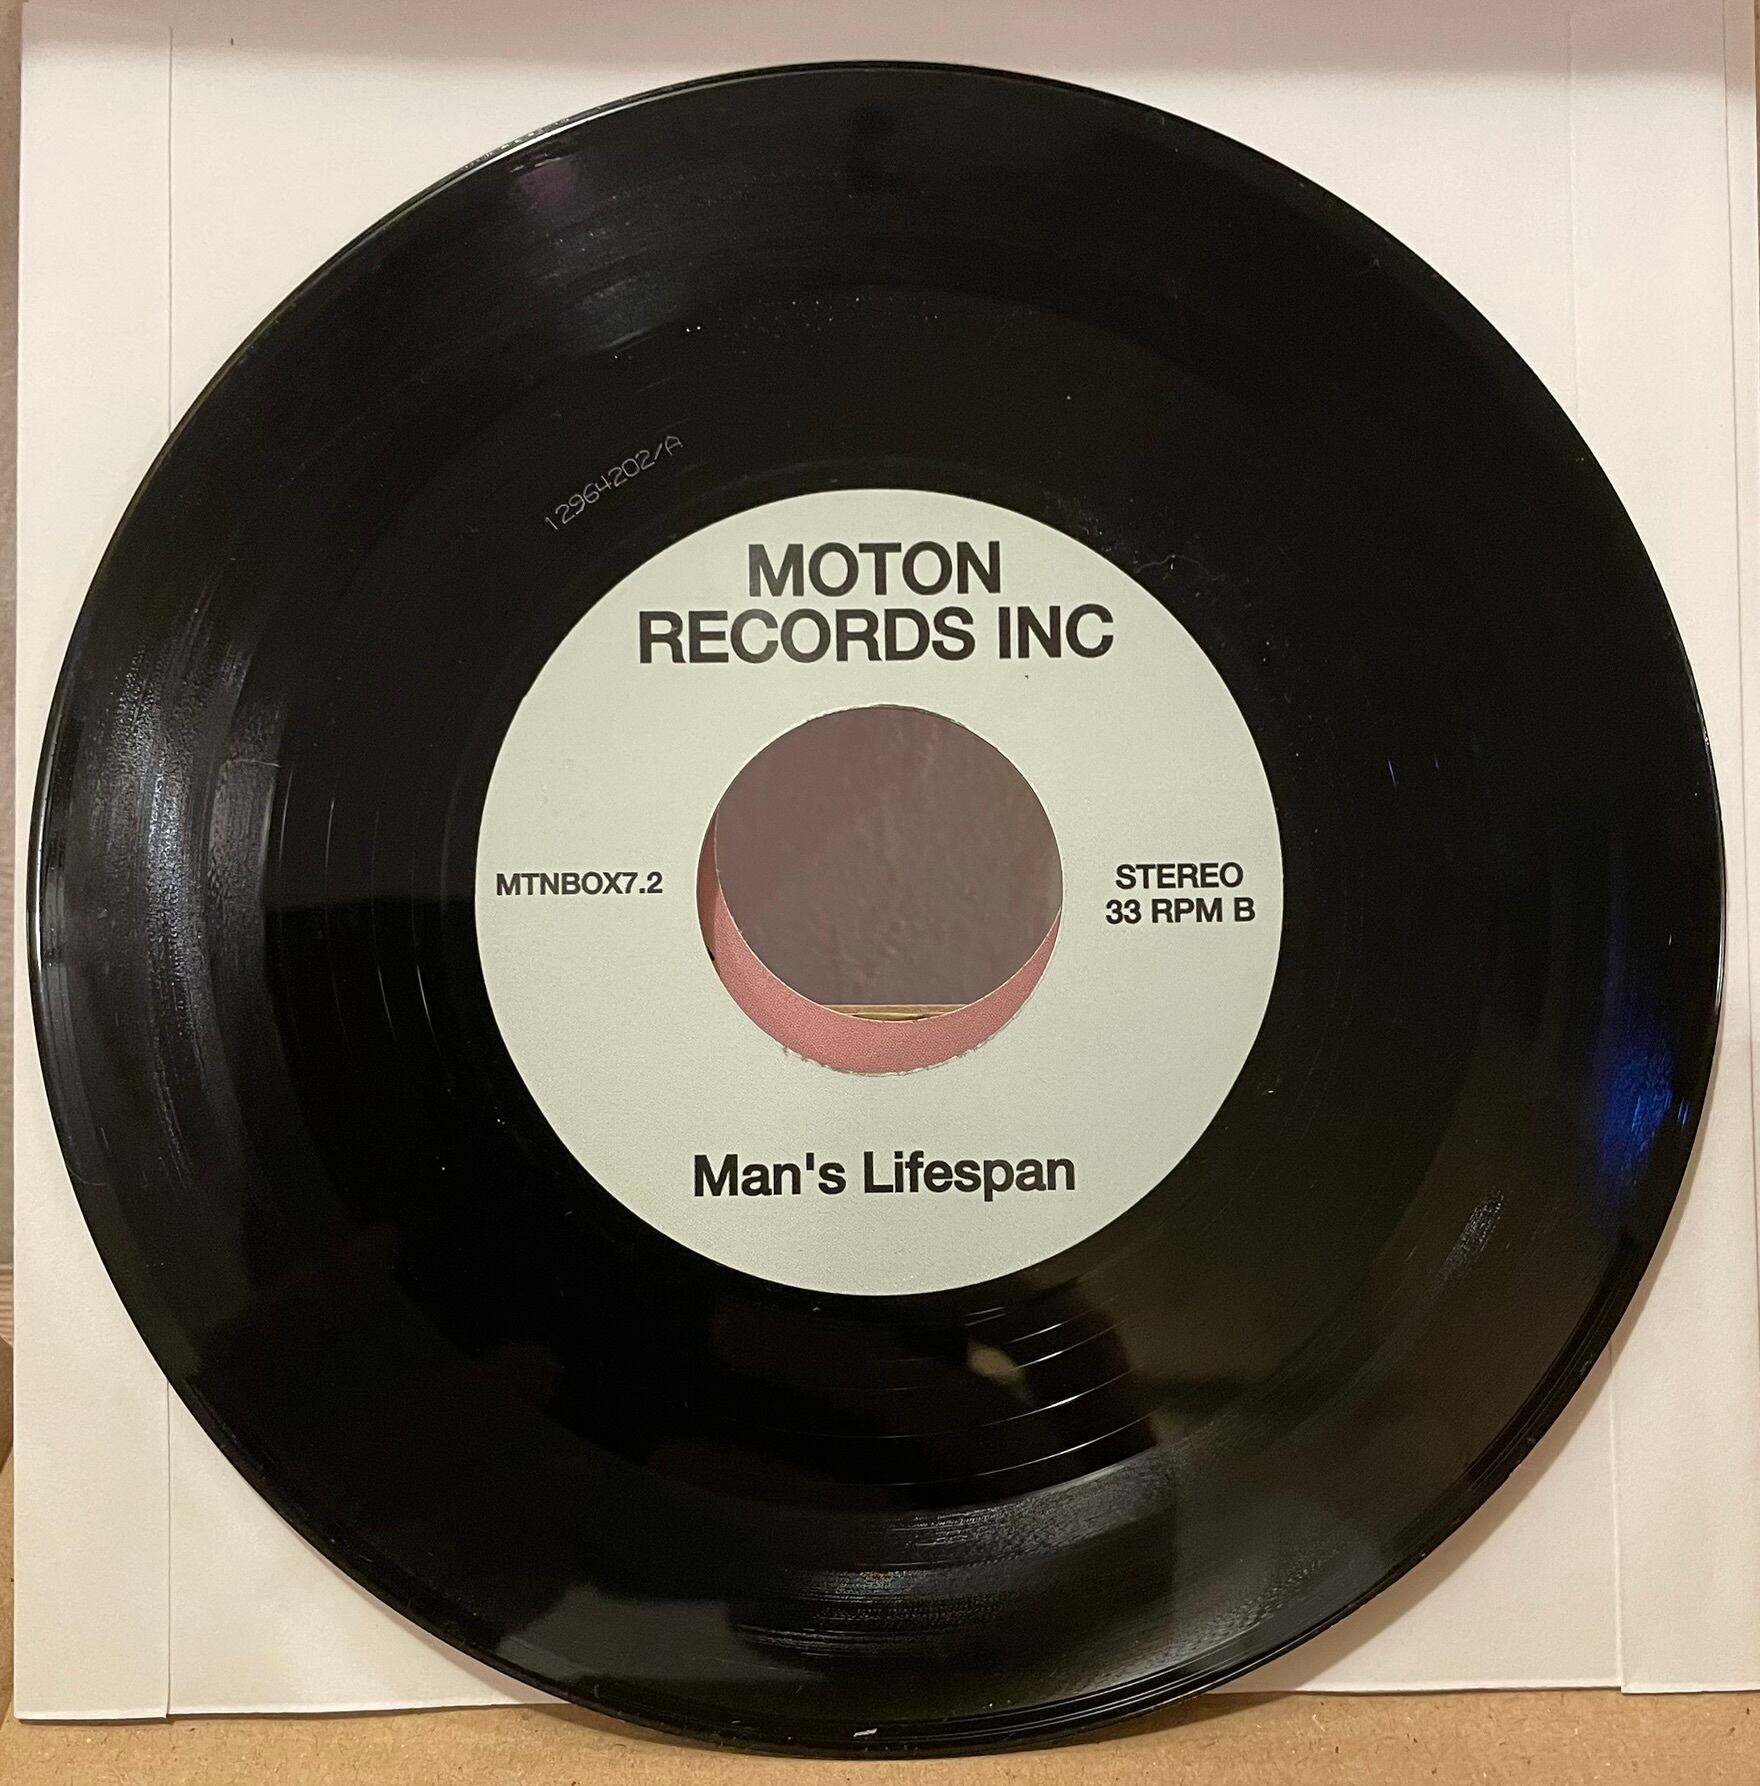 12964202/A
MOTON
RECORDS INC
MTNBOX7.2
STEREO
33 RPM B
Man's Lifespan